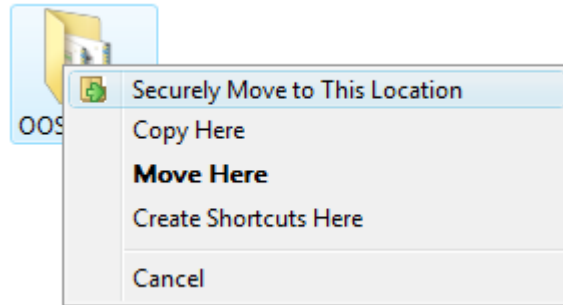 Securely Move to This Location
OOS
Copy Here
Move Here
Create Shortcuts Here
Cancel